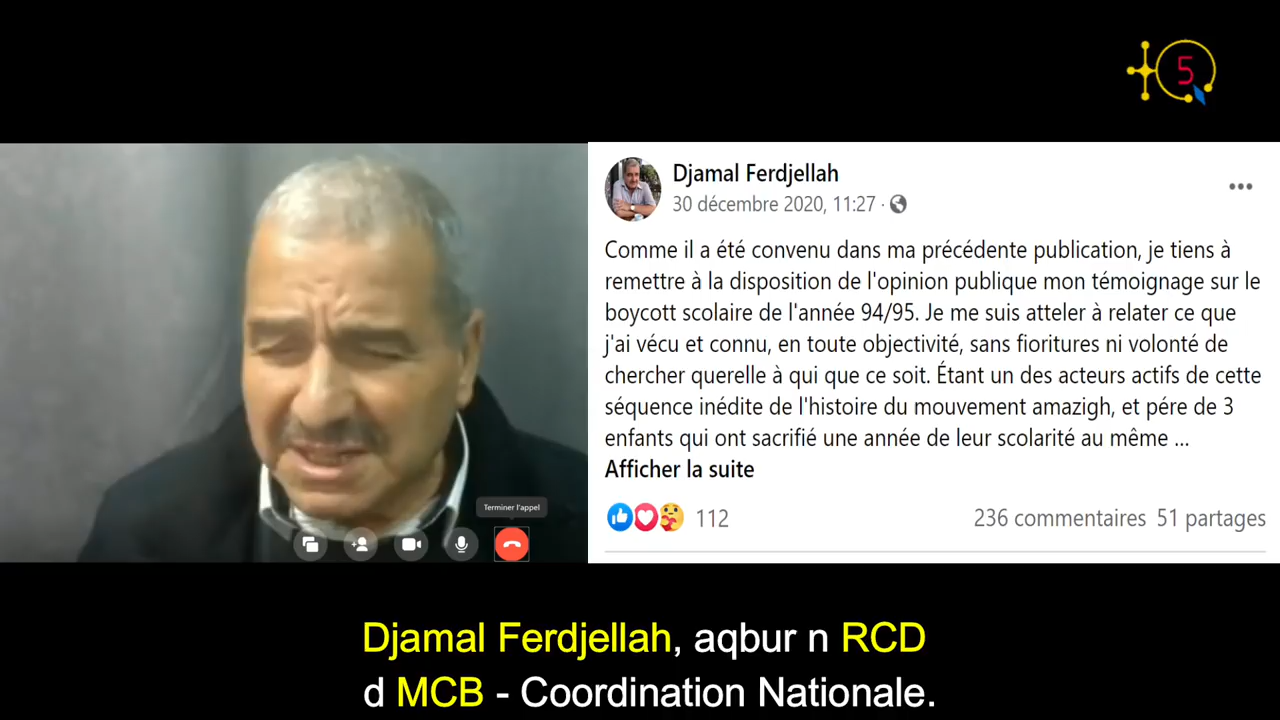 5
Djamal Ferdjellah
30 décembre 2020, 11:27 ·
Comme il a été convenu dans ma précédente publication, je tiens à
remettre à la disposition de l'opinion publique mon témoignage sur le
boycott scolaire de l'année 94/95. Je me suis atteler à relater ce que
j'ai vécu et connu, en toute objectivité, sans fioritures ni volonté de
chercher querelle à qui que ce soit. Étant un des acteurs actifs de cette
séquence inédite de l'histoire du mouvement amazigh, et pére de 3
enfants qui ont sacrifié une année de leur scolarité au même ...
Afficher la suite
112
236 commentaires 51 partages
Terminer l'appel
Djamal Ferdjellah, aqbur n RCD
d MCB - Coordination Nationale.